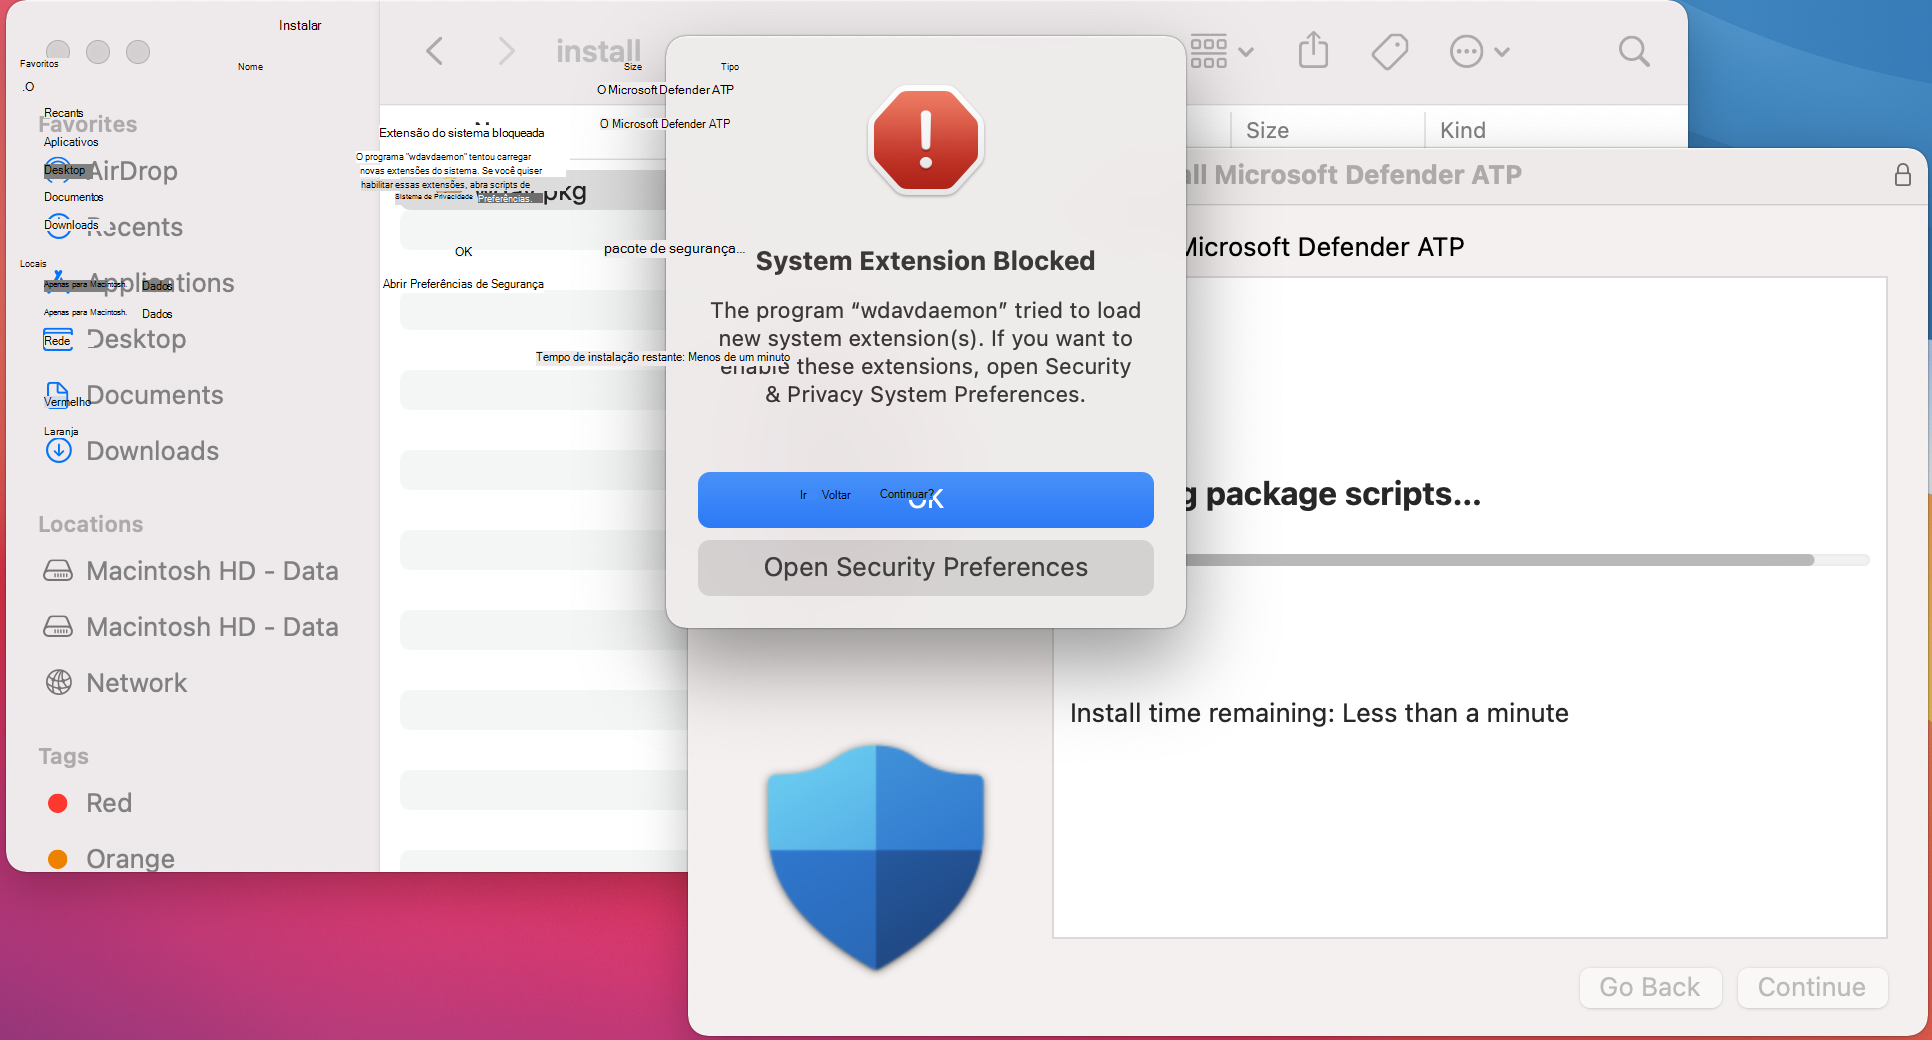 Instalar
Favoritos
Nome
.O
Recants
Favorites
Aplicativos
AirDrop
Desktop
Documentos
Recents
Downloads
Locais
Applications
Apenas para Macintosh.
Dados
Apenas para Macintosh.
Dados
Desktop
Rede
Documents
Vermelho
Laranja
Downloads
Locations
Macintosh HD - Data
Macintosh HD - Data
Network
Tags
Red
Orange
install
Size
Tipo
O Microsoft Defender ATP
O Microsoft Defender ATP
Extensão do sistema bloqueada
O programa "wdavdaemon" tentou carregar
novas extensões do sistema. Se você quiser
habilitar essas extensões, abra scripts de
Sistema de Privacidade Preferências.
pkg
OK
pacote de segurança...
Abrir Preferências de Segurança
Tempo de instalação restante: Menos de um minuto
System Extension Blocked
The program “wdavdaemon” tried to load
new system extension(s). If you want to
enable these extensions, open Security
& Privacy System Preferences.
Ir Voltar Continuar?
OK
Open Security Preferences
Size
Kind
Microsoft Defender ATP
Microsoft Defender ATP
package scripts...
Install time remaining: Less than a minute
Go Back
Continue